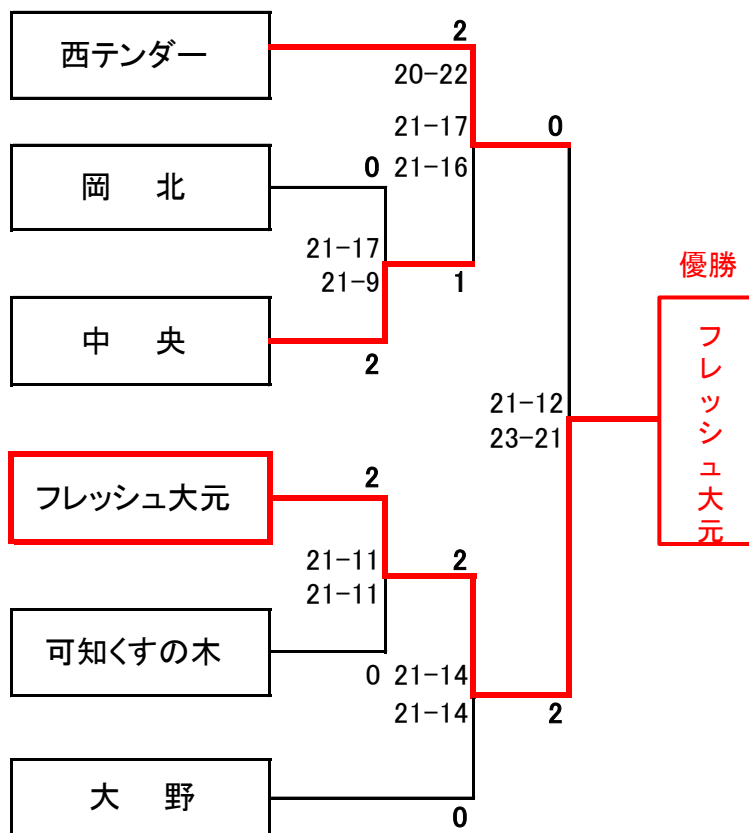 西テンダー
2
20-22
21-17
21-16
0
岡　北
0
21-17
21-9
1
中　央
2
優勝
フレッシュ大元
21-12
23-21
フレッシュ大元
2
21-11
21-11
2
可知くすの木
0
21-14
21-14
2
大　野
0